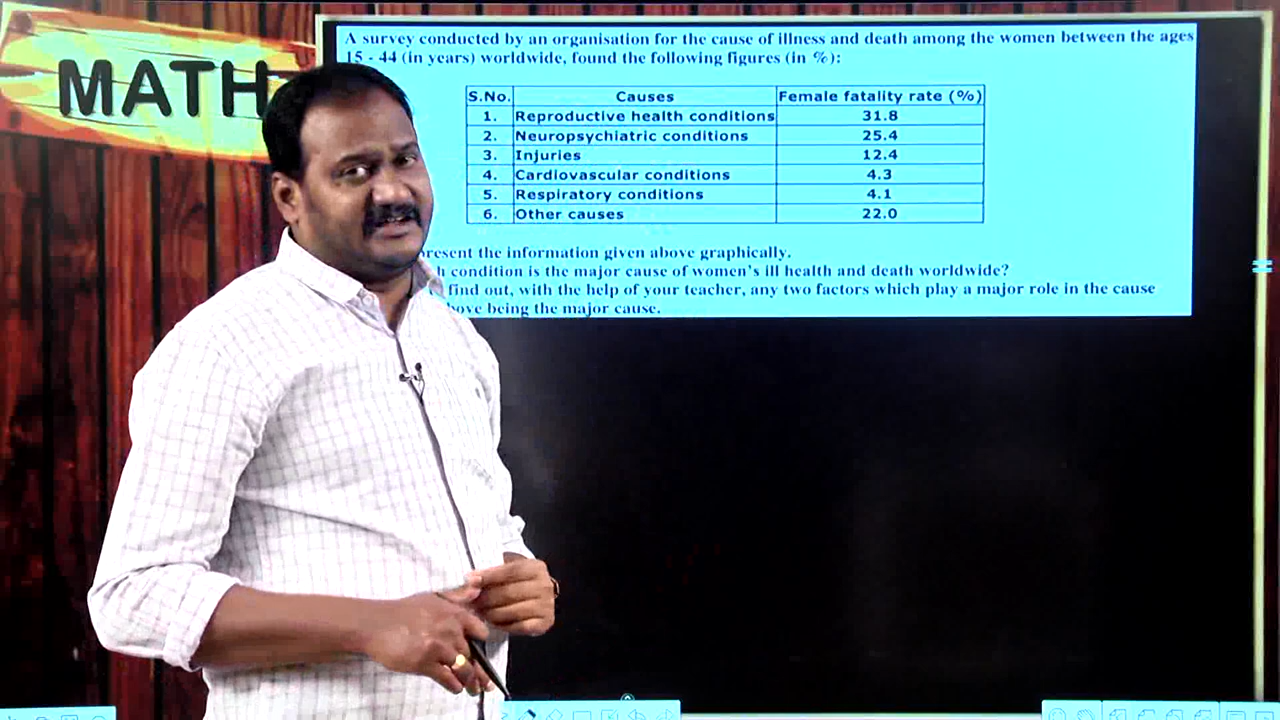 MATH
A survey conducted by an organisation for the cause of illness and death among the women between the ages
15 - 44 (in years) worldwide, found the following figures (in %):
S.No. Causes Female fatality rate (%)
1. Reproductive health conditions 31.8
2. Neuropsychiatric conditions 25.4
3. Injuries 12.4
4. Cardiovascular conditions 4.3
5. Respiratory conditions 4.1
6. Other causes 22.0
the information given above graphically.
condition is the major cause of women's ill health and death worldwide?
find out, with the help of your teacher, any two factors which play a major role in the cause
being the major cause.